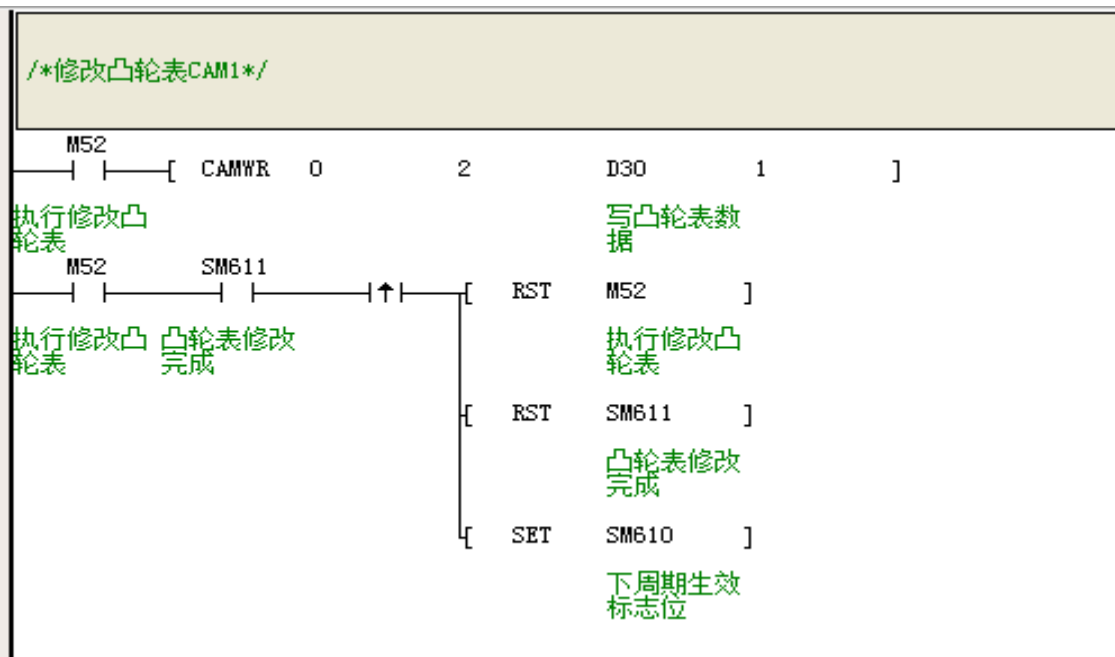 /*修改凸轮表CAM1*/
M52
[ CAMWR 0 2 D30 1 ]
执行修改凸
轮表
写凸轮表数
据
M52 SM611
[ RST M52 ]
执行修改凸
轮表
凸轮表修改
完成
执行修改凸
轮表
[ RST SM611 ]
凸轮表修改
完成
[ SET SM610 ]
下周期生效
标志位